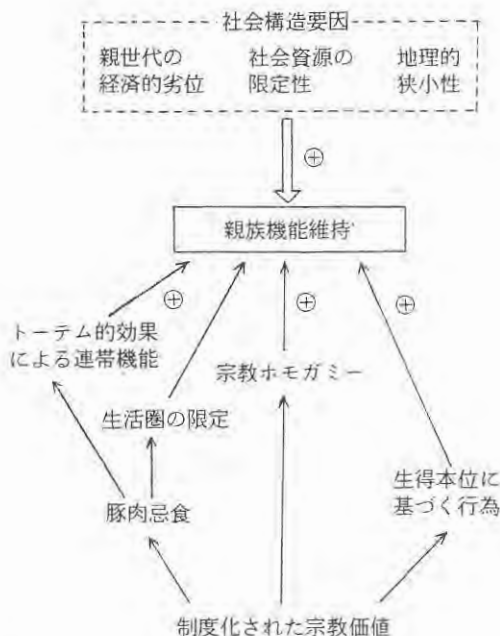 社会構造要因
親世代の 社会資源の 地理的
経済的劣位 限定性 狭小性
⊕
親族機能維持
⊕ ⊕ ⊕
トーテム的効果
による連帯機能
宗教ホモガミー
生活圏の限定
生得本位に
基づく行為
豚肉忌食
制度化された宗教価値